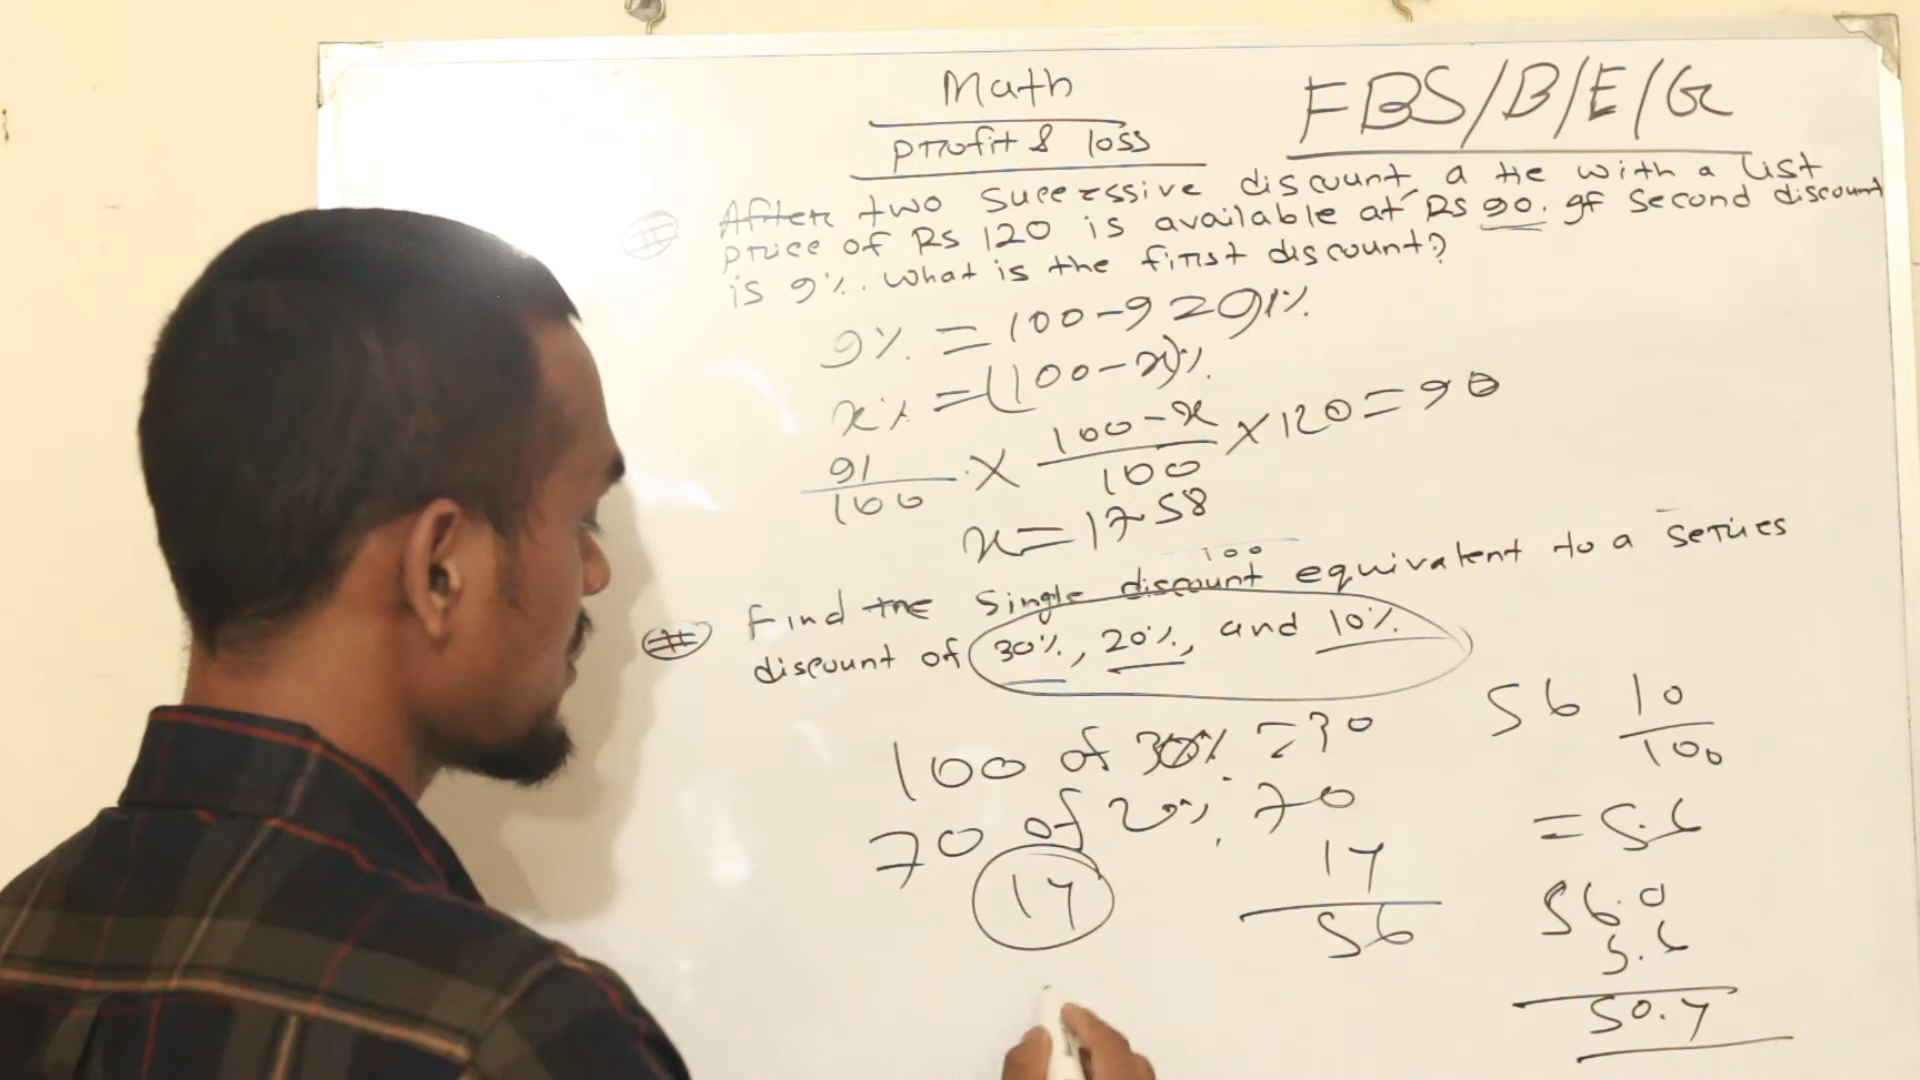 Math
profit & loss
FBS/B/E/G
# After two sucessive discount a tie with a list
price of Rs 120 is available at Rs 90. If second discount
is 9%. What is the first discount?
9% = 100-9 = 91%
x% = (100-x)%
91/100 × 100-x/100 × 120 = 90
x = 17.58
100
# Find the single discount equivalent to a series
discount of 30%, 20%, and 10%
100 of 30% = 30
70 of 20%
14
70
14
56
56 10/100
= 5.6
56.0
5.6
50.4